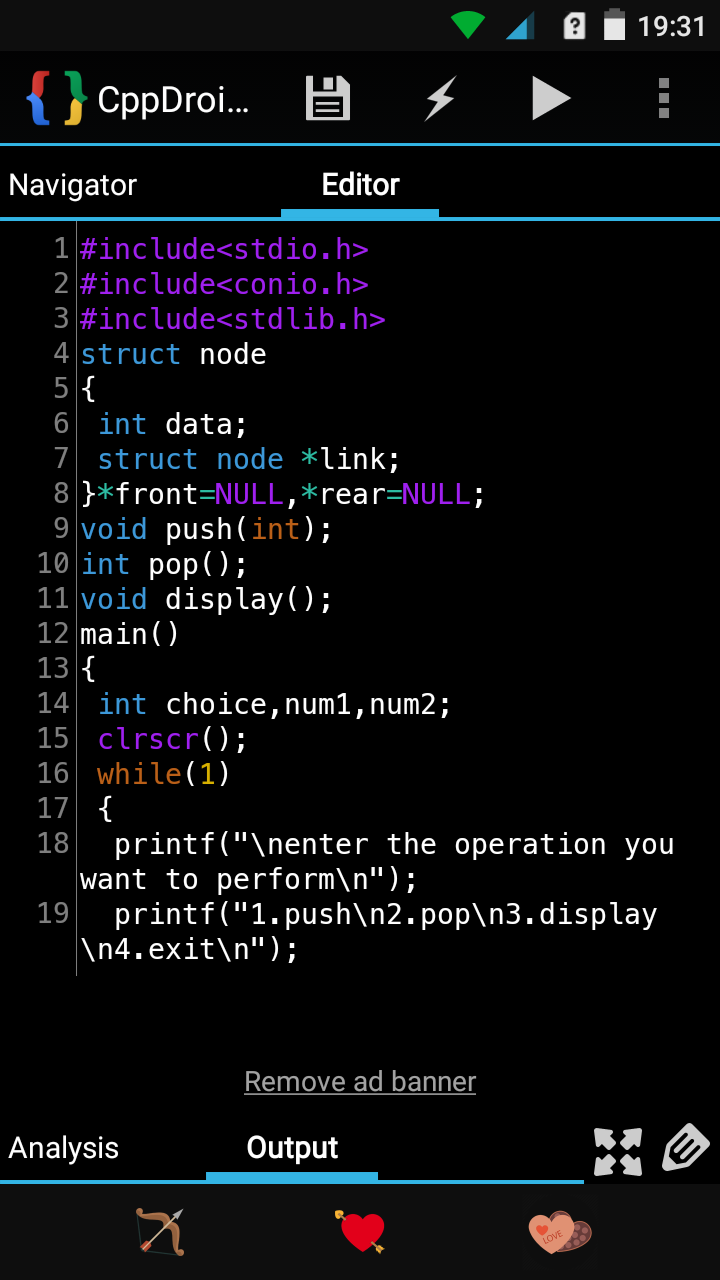 19:31
CppDroi...
Navigator
Editor
1 #include<stdio.h>
2 #include<conio.h>
3 #include<stdlib.h>
4 struct node
5 {
6 int data;
7 struct node *link;
8 }*front=NULL,*rear=NULL;
9 void push(int);
10 int pop();
11 void display();
12 main()
13 {
14 int choice,num1,num2;
15 clrscr();
16 while(1)
17 {
18 printf("\nenter the operation you
want to perform\n");
19 printf("1.push\n2.pop\n3.display
\n4.exit\n");
Remove ad banner
Analysis
Output
LOVE